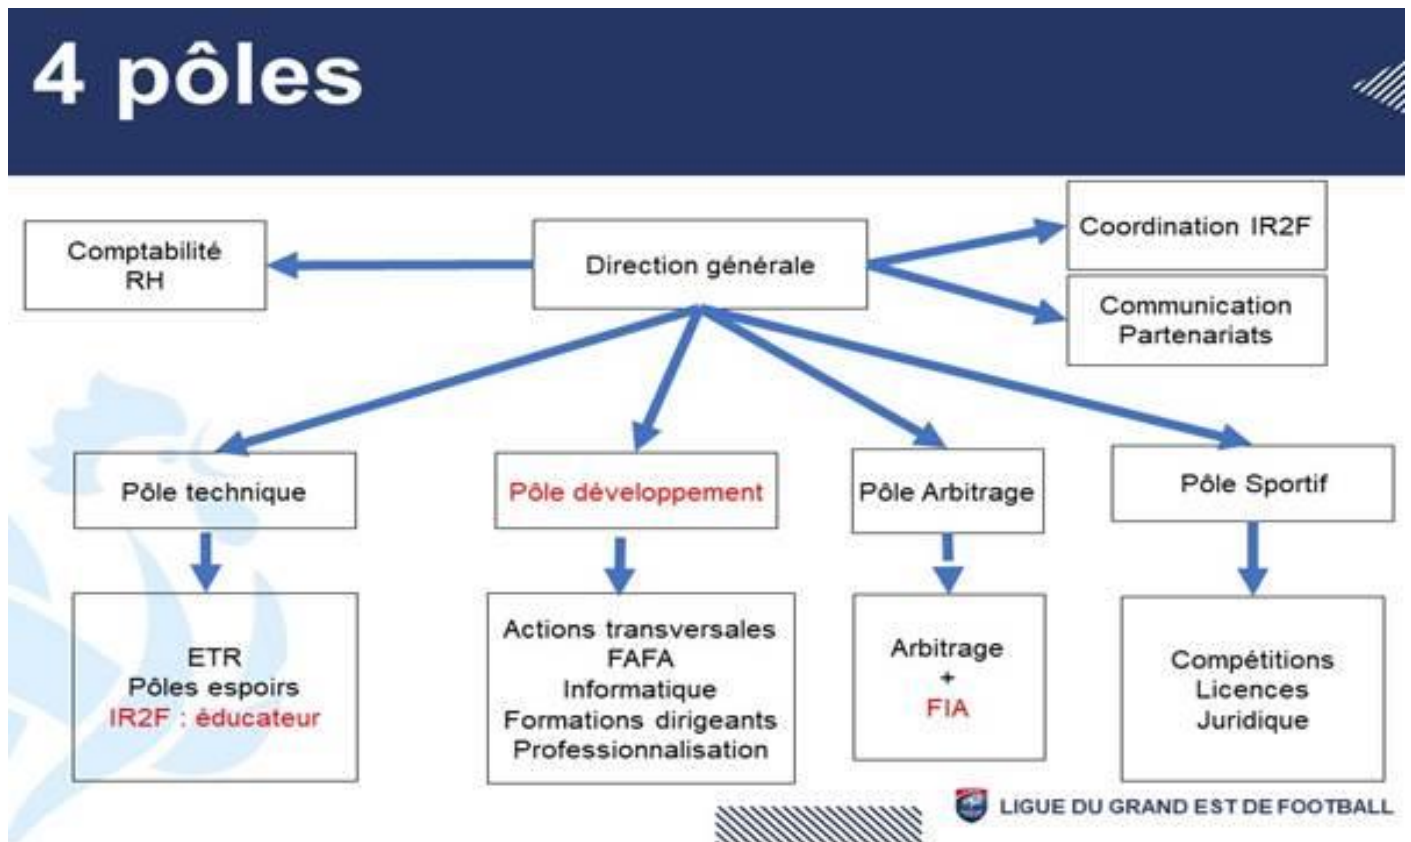 4 pôles
Comptabilité
RH
Direction générale
Coordination IR2F
Communication
Partenariats
Pôle technique
Pôle développement
Pôle Arbitrage
Pôle Sportif
ETR
Pôles espoirs
IR2F : éducateur
Actions transversales
FAFA
Informatique
Formations dirigeants
Professionnalisation
Arbitrage
+
FIA
Compétitions
Licences
Juridique
LIGUE DU GRAND EST DE FOOTBALL